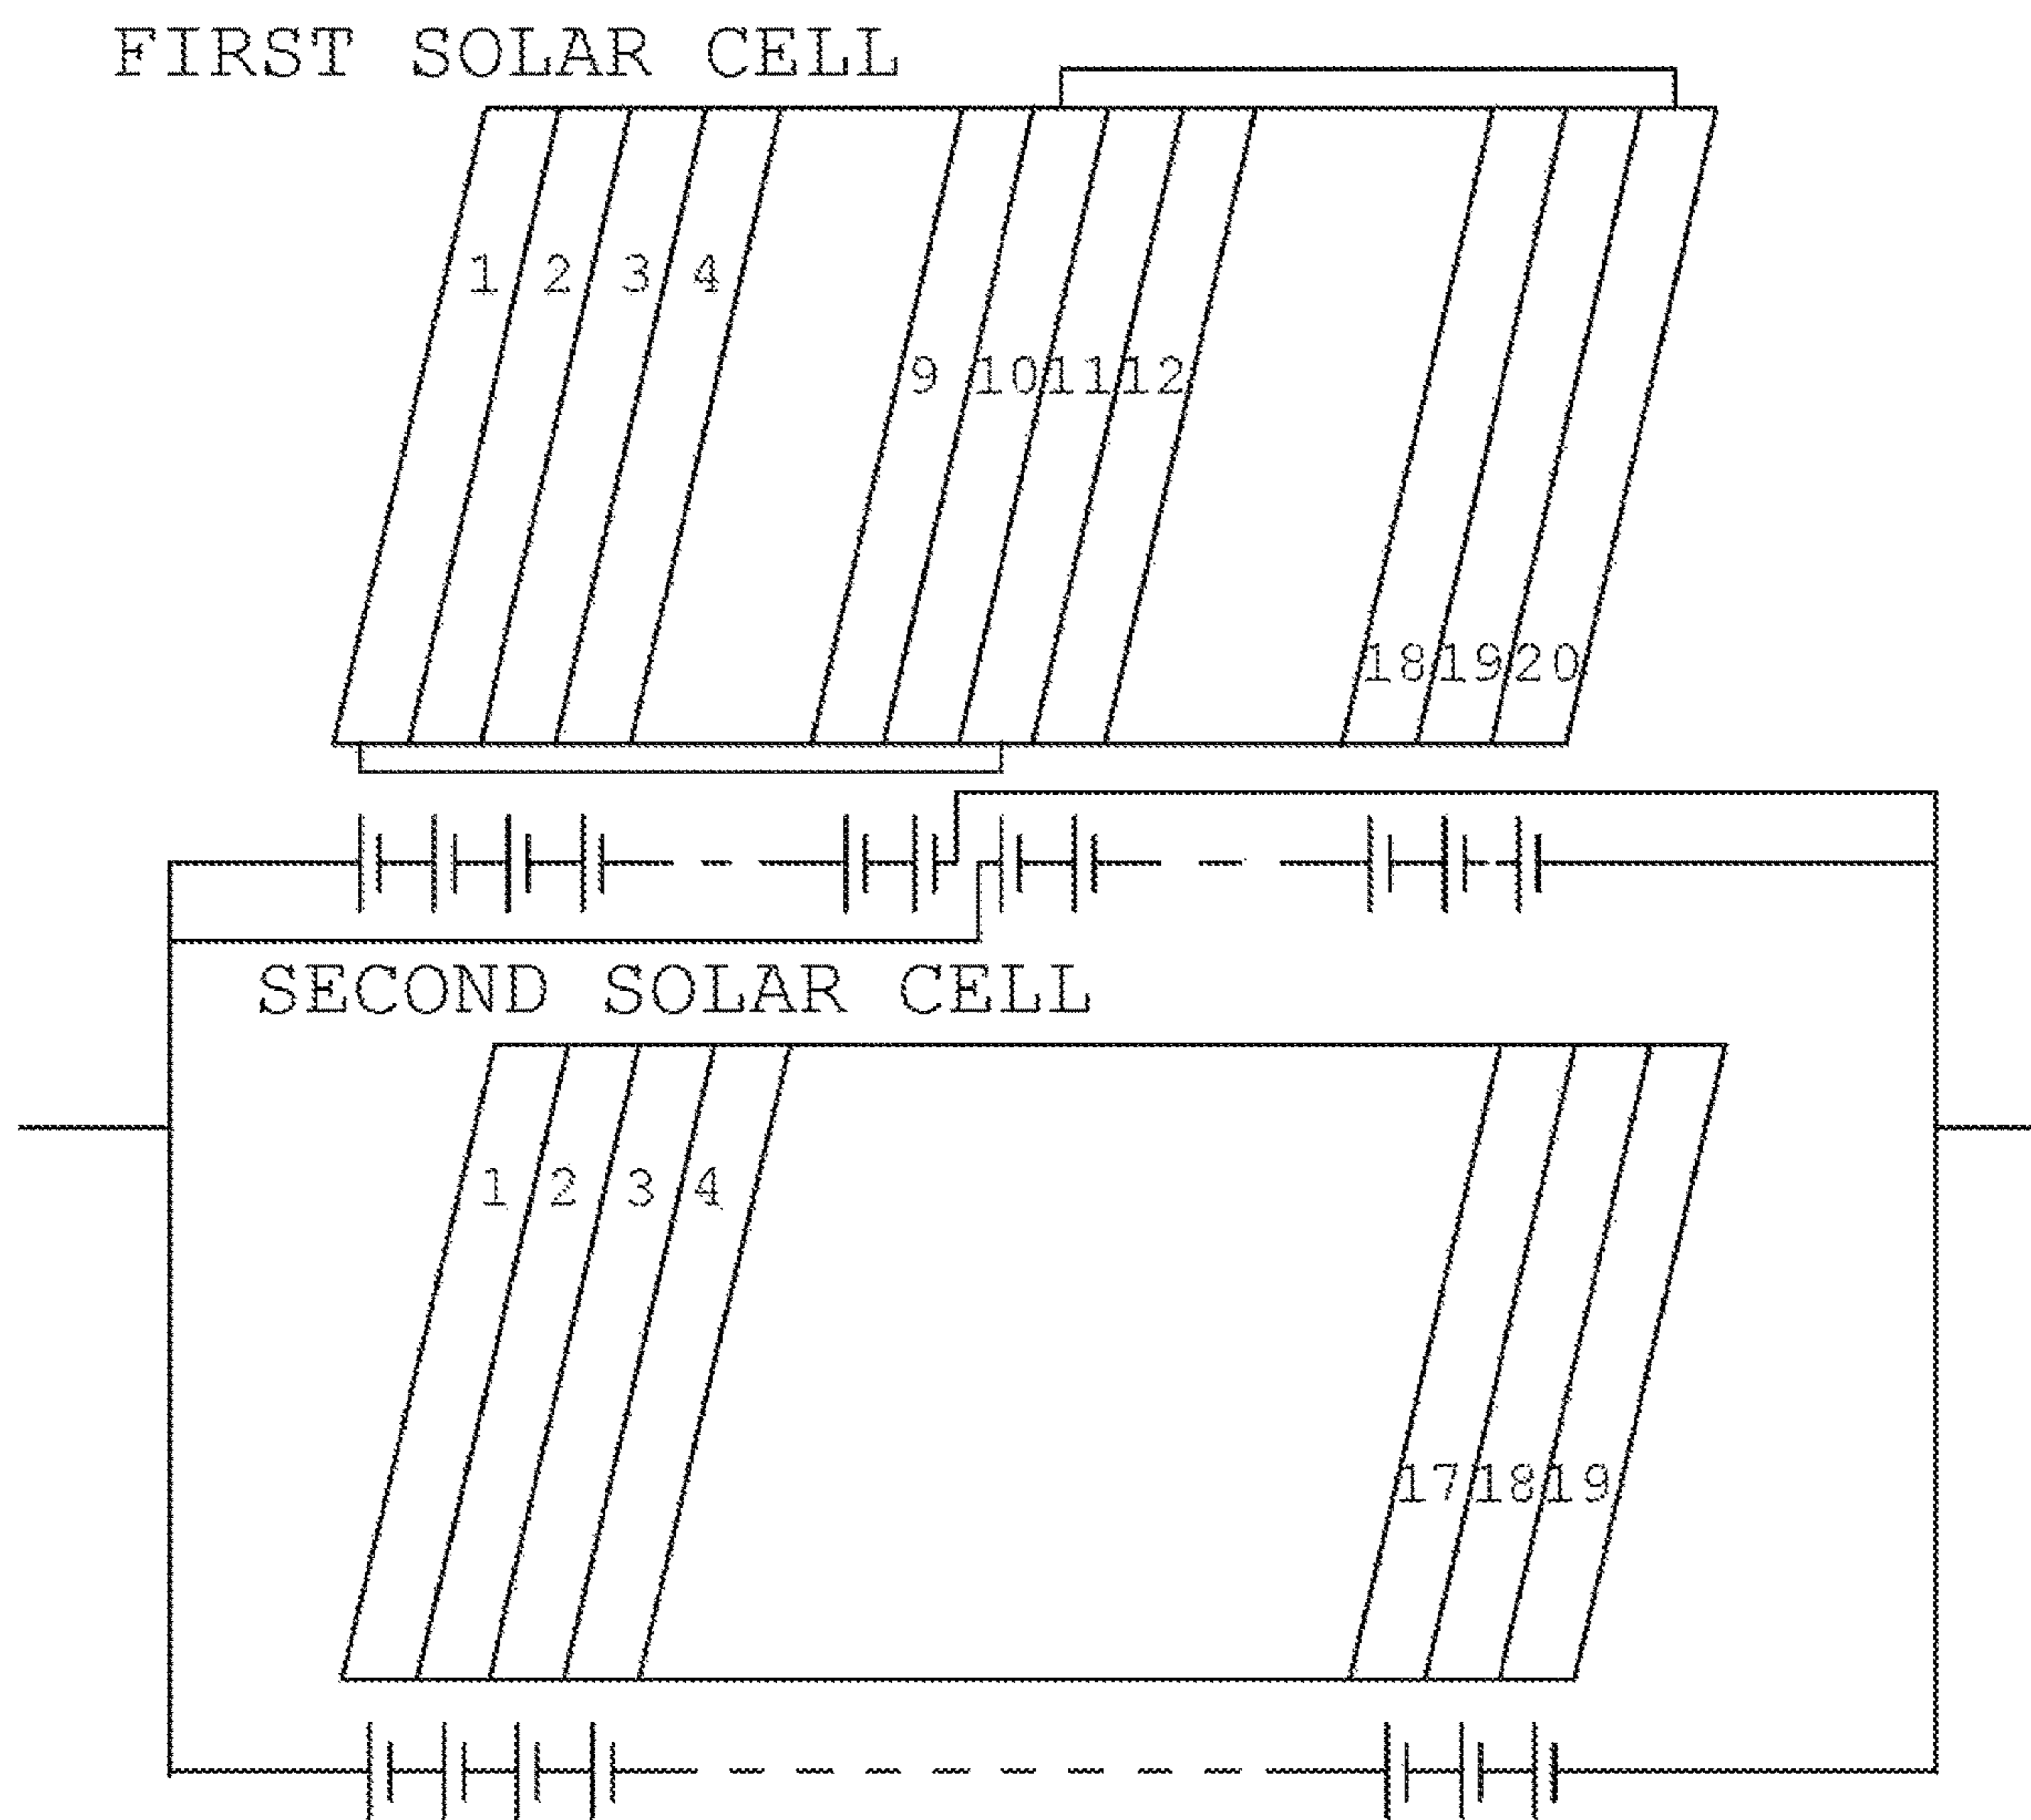 FIRST SOLAR CELL
1 2 3 4
9 10 11 12
18 19 20
SECOND SOLAR CELL
1 2 3 4
17 18 19